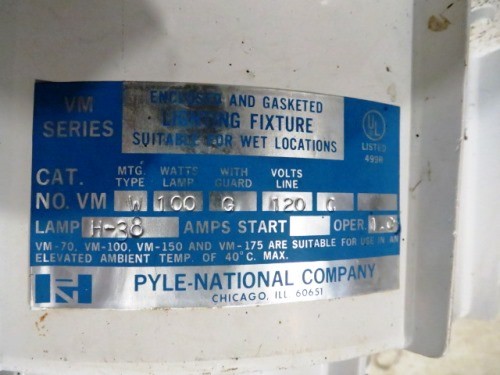 VM
SERIES
ENCLOSED AND GASKETED
LIGHTING FIXTURE
SUITABLE FOR WET LOCATIONS
UL
LISTED
499R
CAT. MTG. WATTS WITH VOLTS
TYPE LAMP GUARD LINE
NO. VM W 100 G 120 C
LAMP H-38 AMPS START OPER.
VM-70, VM-100, VM-150 AND VM-175 ARE SUITABLE FOR USE IN AN
ELEVATED AMBIENT TEMP. OF 40°C. MAX.
PYLE-NATIONAL COMPANY
CHICAGO, ILL 60651